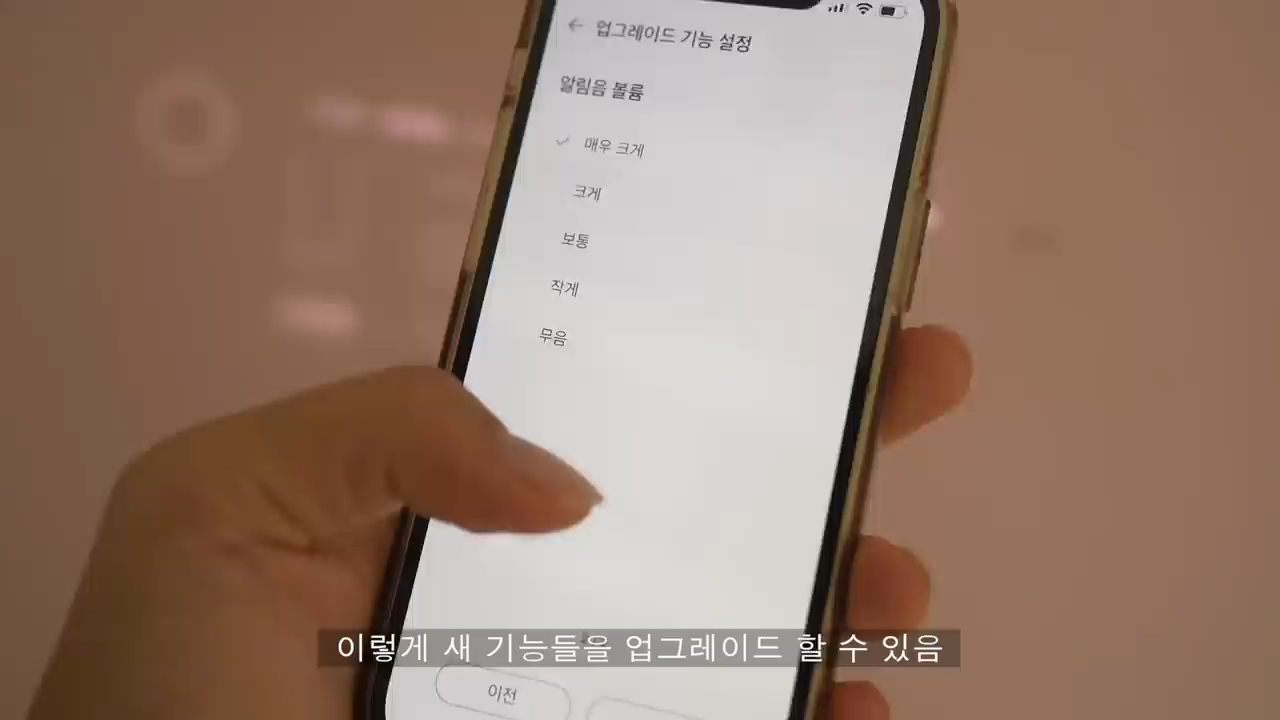 업그레이드 기능 설정
알림음 볼륨
매우 크게
크게
보통
작게
무음
이렇게 새 기능들을 업그레이드 할 수 있음
이전